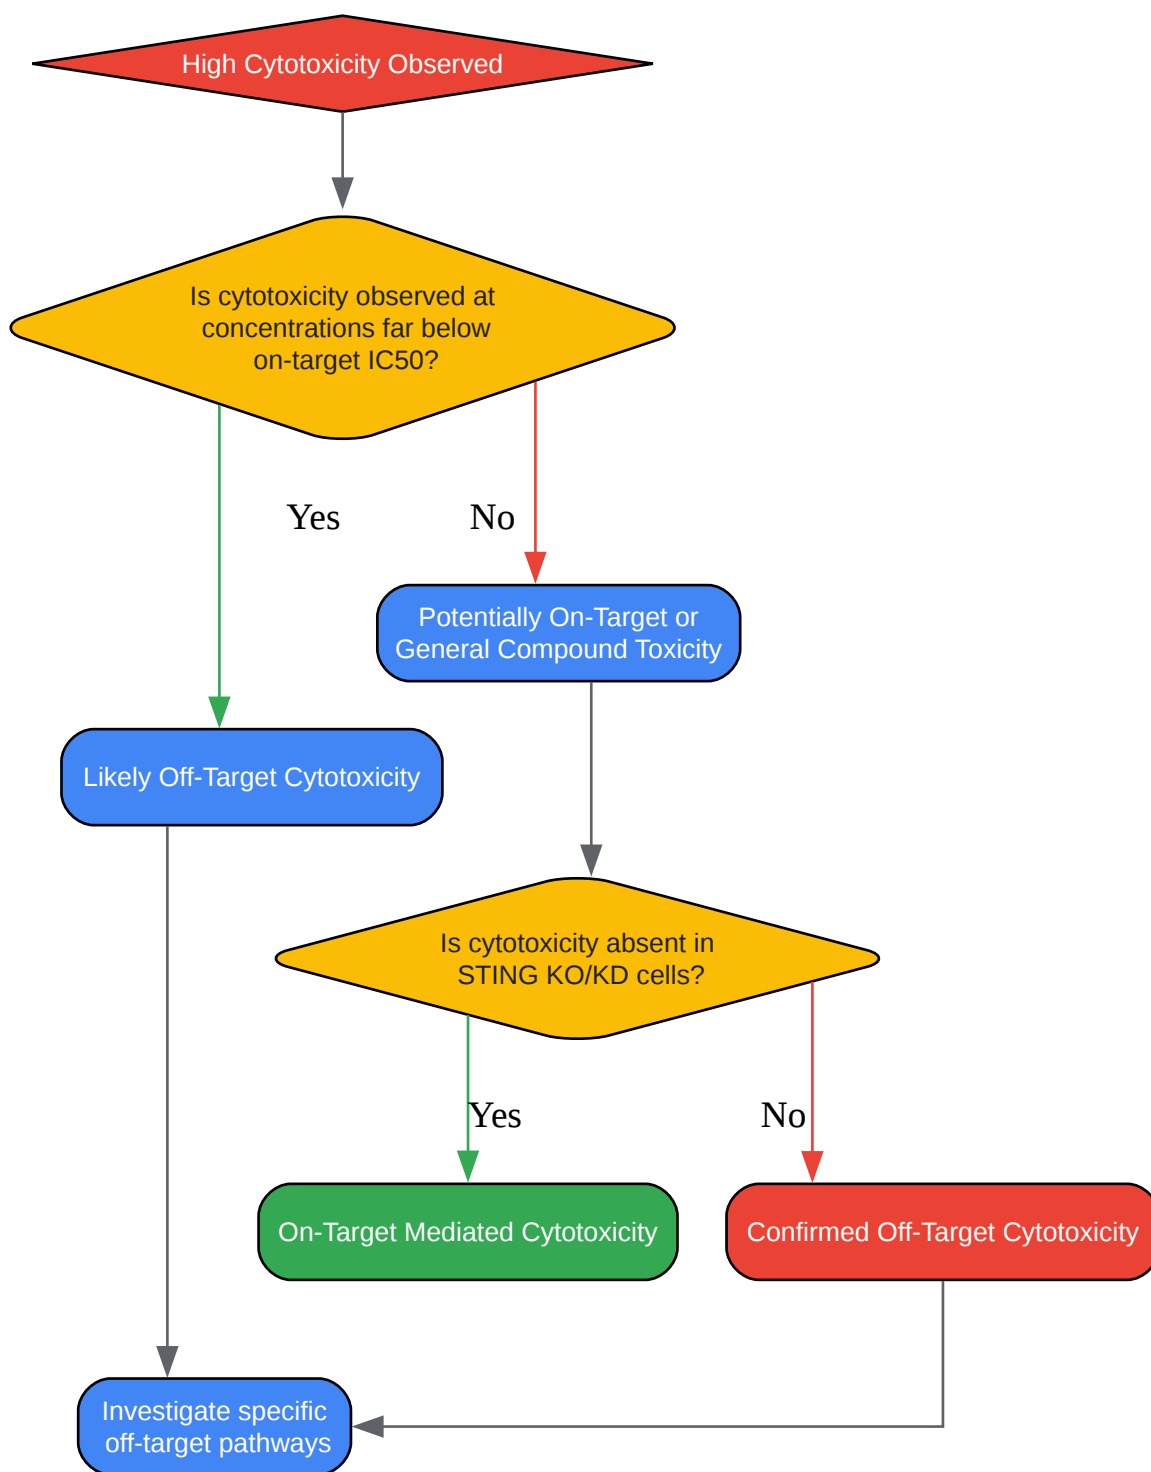 High Cytotoxicity Observed
Is cytotoxicity observed at
concentrations far below
on-target IC50?
Yes
No
Potentially On-Target or
General Compound Toxicity
Likely Off-Target Cytotoxicity
Is cytotoxicity absent in
STING KO/KD cells?
Yes
No
On-Target Mediated Cytotoxicity
Confirmed Off-Target Cytotoxicity
Investigate specific
off-target pathways